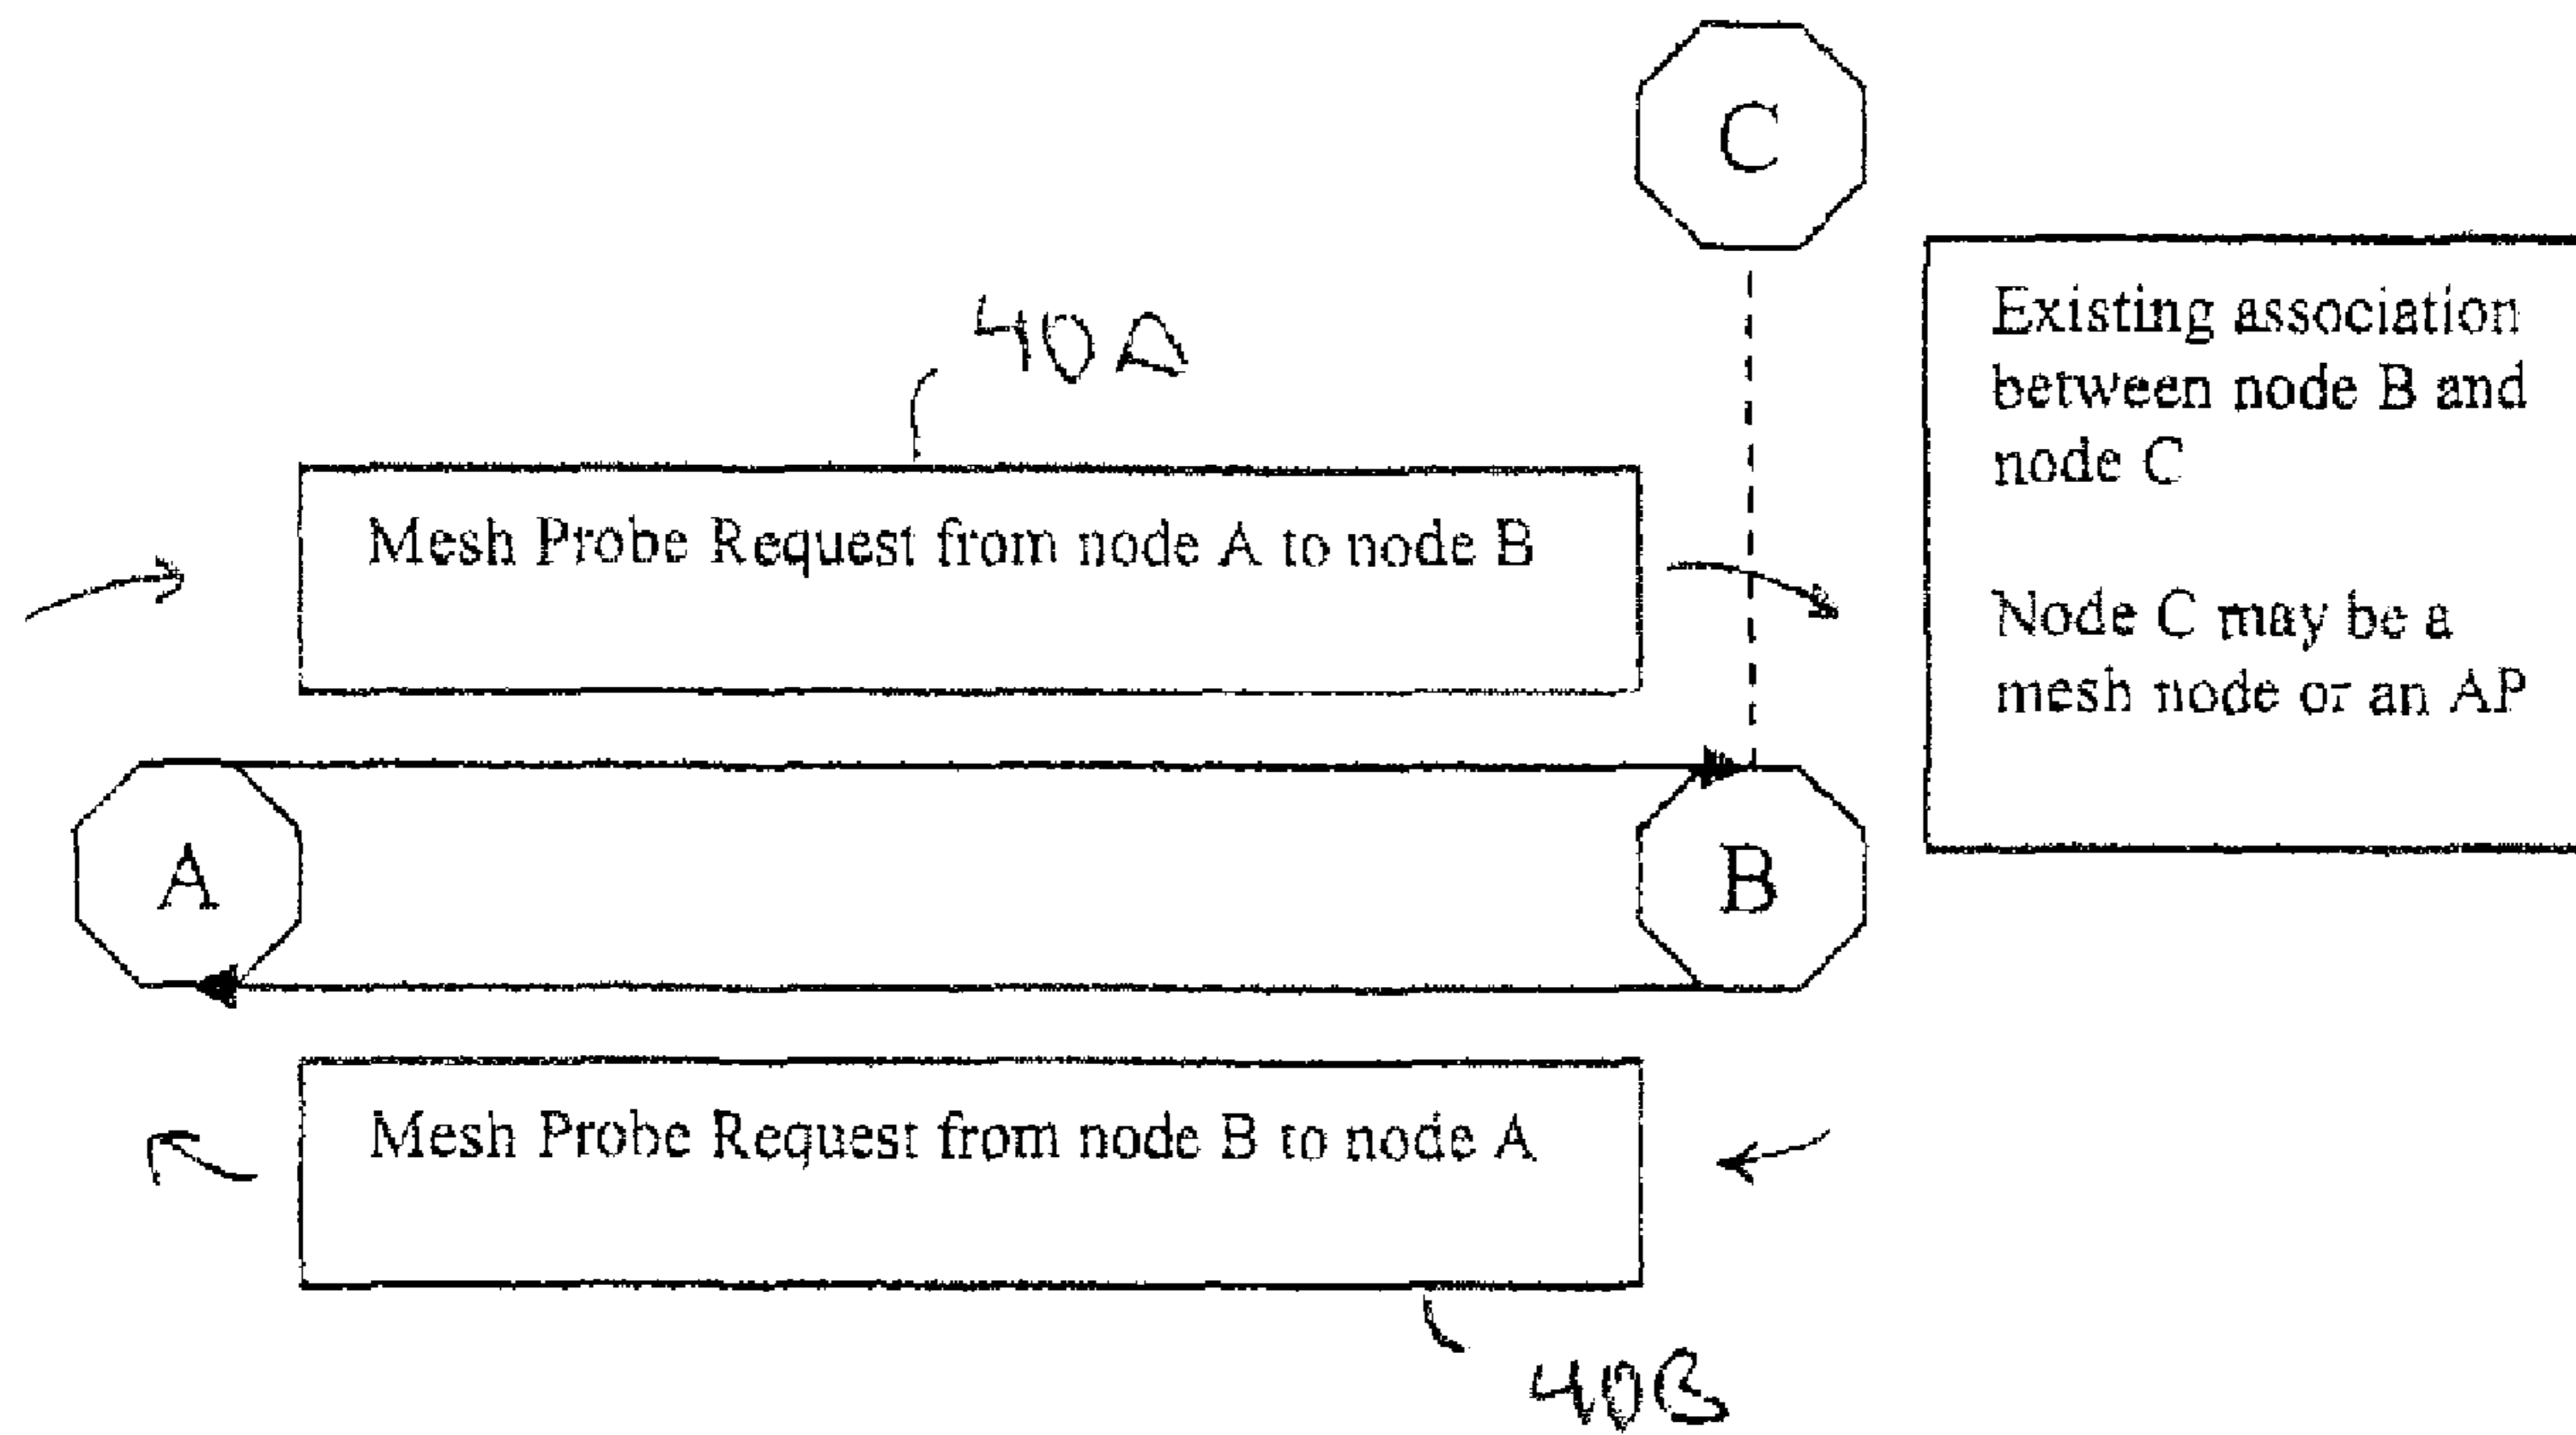 C
40A
Existing association
between node B and
node C
Node C may be a
mesh node or an AP
Mesh Probe Request from node A to node B
A
B
Mesh Probe Request from node B to node A
40B